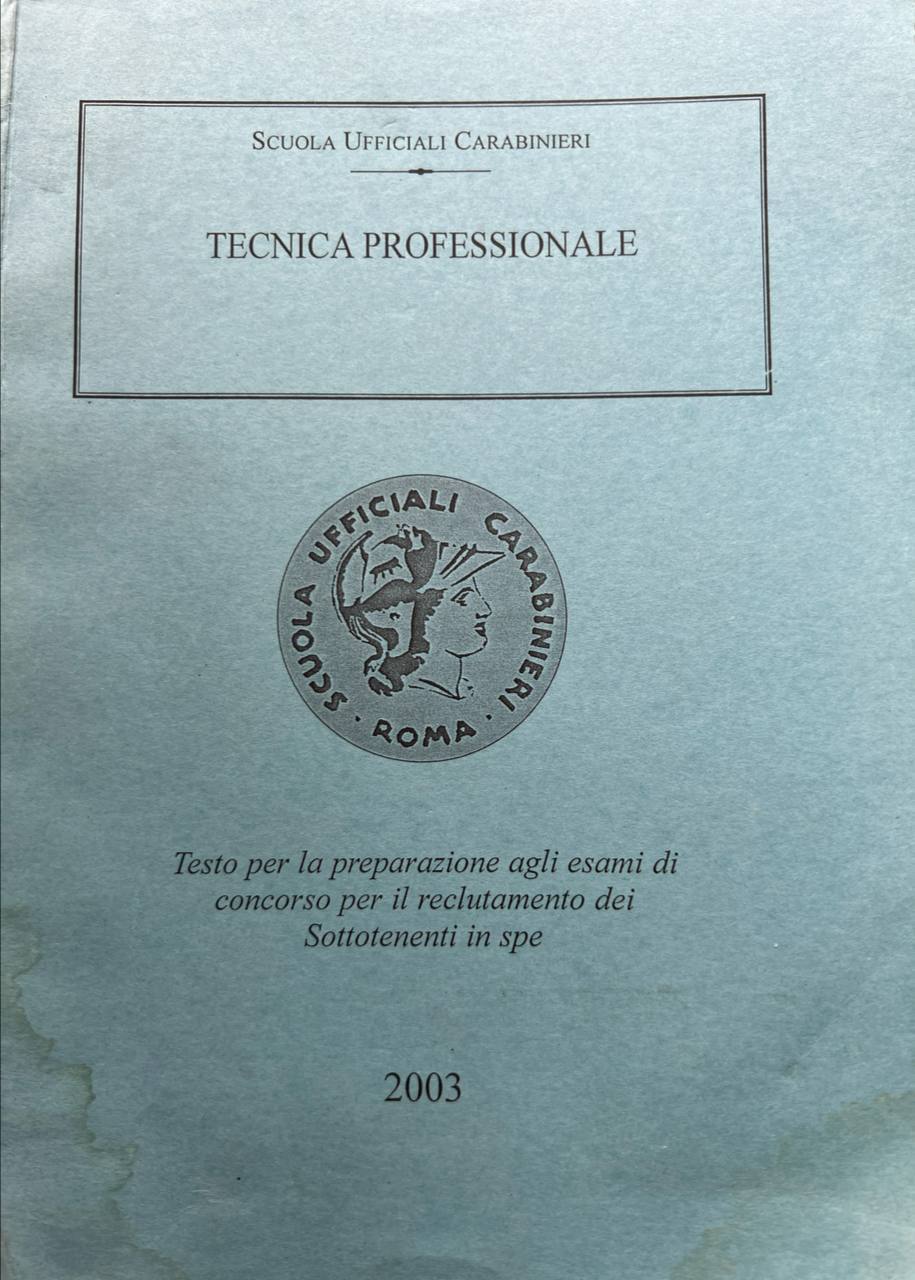 SCUOLA UFFICIALI CARABINIERI
TECNICA PROFESSIONALE
SCUOLA UFFICIALI CARABINIERI
· ROMA ·
Testo per la preparazione agli esami di
concorso per il reclutamento dei
Sottotenenti in spe
2003